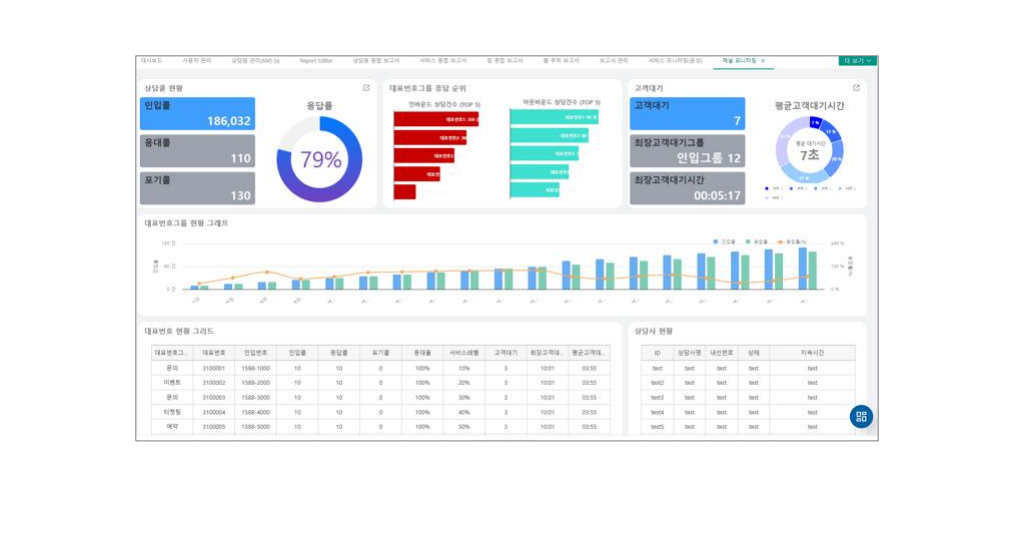 대시보드 사용자 관리 상담원 관리(AM) (x) Report Editor 상담원 종합 보고서 서비스 종합 보고서 팀 종합 보고서 콜 추적 보고서 보고서 관리 서비스 모니터링(음성) 채널 모니터링 × 더 보기
상담콜 현황
인입콜
186,032
응대콜
110
포기콜
130
응답률
79%
대표번호그룹 응답 순위
인바운드 상담건수 (TOP 5)
아웃바운드 상담건수 (TOP 5)
고객대기
고객대기
7
최장고객대기그룹
인입그룹 12
최장고객대기시간
00:05:17
평균고객대기시간
평균 대기시간
7초
대표번호그룹 현황 그래프
인입콜 응답률(%)
0 건
0 %
대표번호 현황 그리드
대표번호그... 대표번호 인입번호 인입콜 응답콜 포기콜 응대율 서비스레벨 고객대기 최장고객대... 평균고객대...
문의 3100001 1588-1000 10 10 0 100% 10% 3 10:01 03:55
이벤트 3100002 1588-2000 10 10 0 100% 20% 3 10:01 03:55
문의 3100003 1588-3000 10 10 0 100% 30% 3 10:01 03:55
티켓팅 3100004 1588-4000 10 10 0 100% 40% 3 10:01 03:55
예약 3100005 1588-5000 10 10 0 100% 50% 3 10:01 03:55
상담사 현황
ID 상담사명 내선번호 상태 지속시간
test test test test test
test2 test test test test
test3 test test test test
test4 test test test test
test5 test test test test